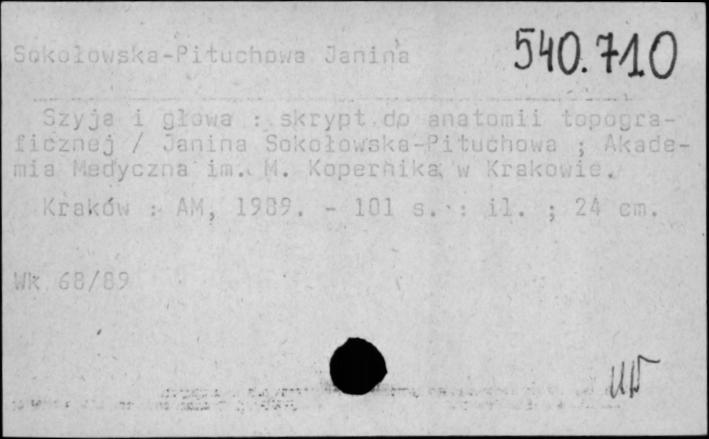 Sokołowska-Pituchowa Janina
540.710
Szyja i głowa : skrypt do anatomii topogra-
ficznej / Janina Sokołowska-Pituchowa ; Akade-
mia Medyczna im. M. Kopernika w Krakowie.
Kraków : AM, 1989. - 101 s. : il. ; 24 cm.
Wk 68/89